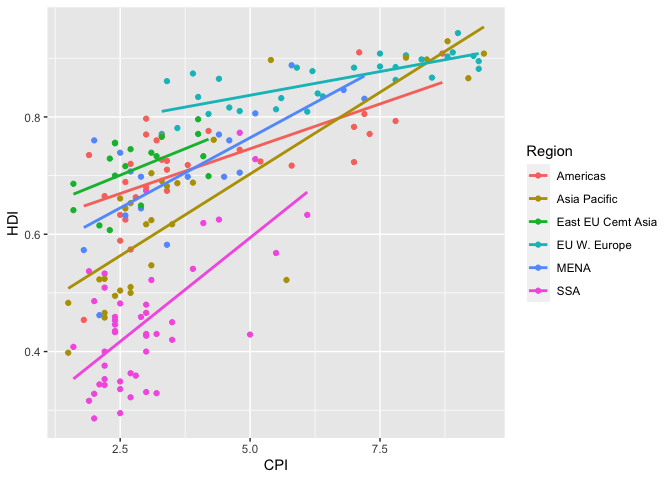 0.8
0.6
0.4
HDI
2.5 5.0 7.5
CPI
Region
Americas
Asia Pacific
East EU Cemt Asia
EU W. Europe
MENA
SSA